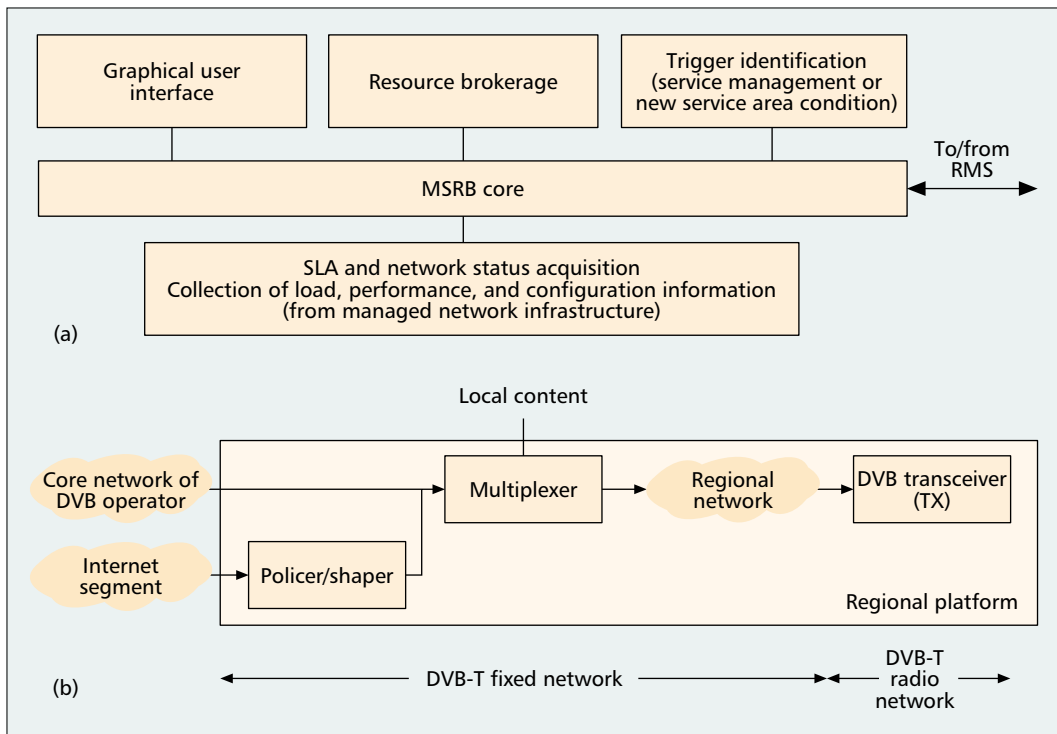 Graphical user
interface
Resource brokerage
Trigger identification
(service management or
new service area condition)
To/from
RMS
MSRB core
SLA and network status acquisition
Collection of load, performance, and configuration information
(from managed network infrastructure)
(a)
Local content
Core network of
DVB operator
Multiplexer
Regional
network
DVB transceiver
(TX)
Internet
segment
Policer/shaper
Regional platform
(b)
DVB-T fixed network
DVB-T
radio
network